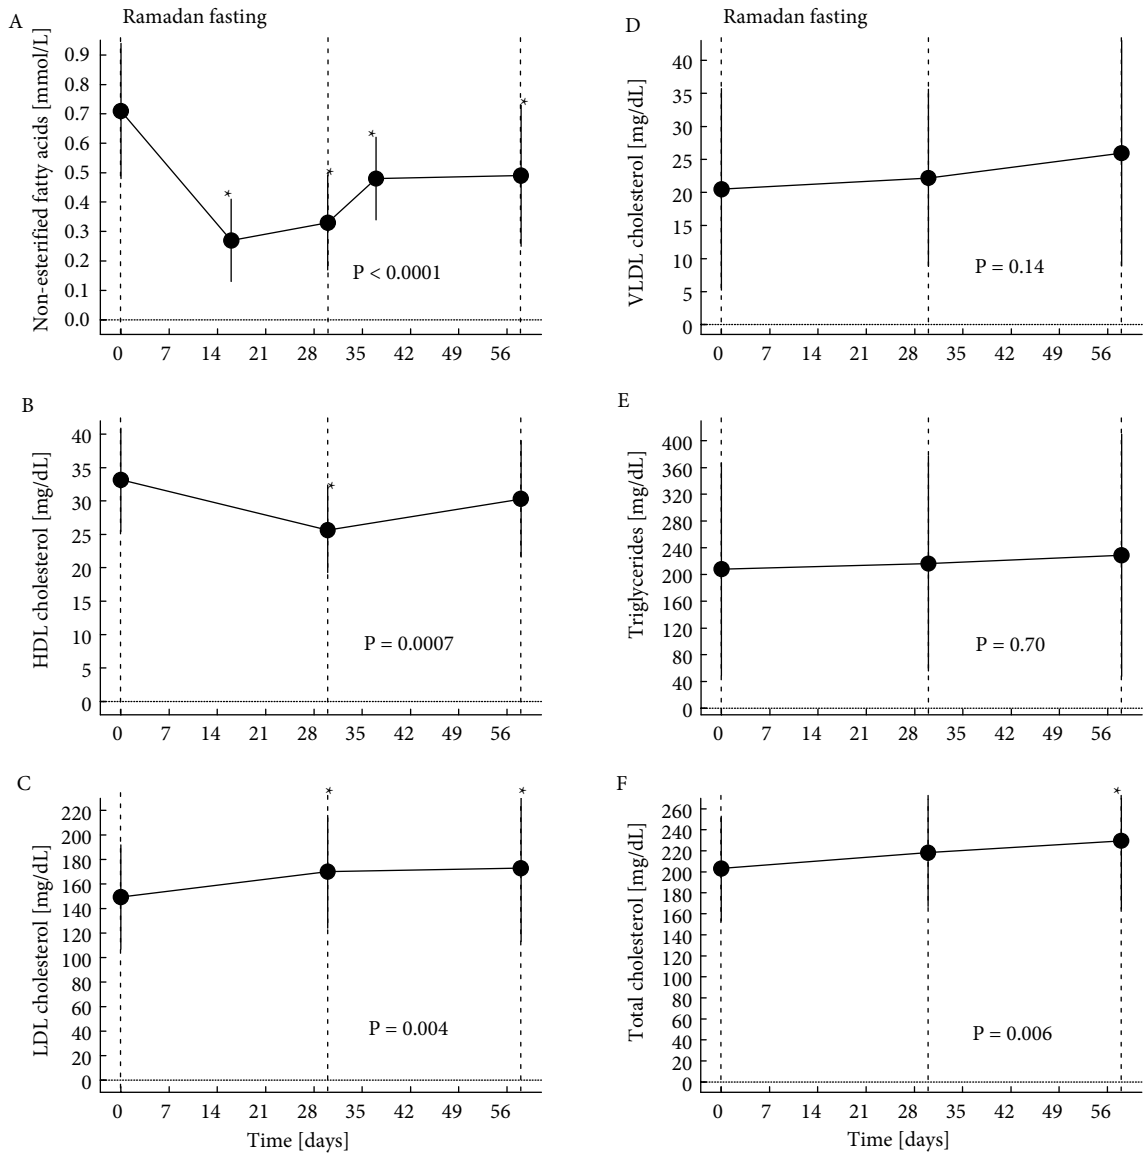 A
Ramadan fasting
Non-esterified fatty acids [mmol/L]
0.9
0.8
0.7
0.6
0.5
0.4
0.3
0.2
0.1
0.0
*
*
*
*
P < 0.0001
0 7 14 21 28 35 42 49 56
B
HDL cholesterol [mg/dL]
40
35
30
25
20
15
10
5
0
*
P = 0.0007
0 7 14 21 28 35 42 49 56
C
LDL cholesterol [mg/dL]
220
200
180
160
140
120
100
80
60
40
20
0
*
*
P = 0.004
0 7 14 21 28 35 42 49 56
Time [days]
D
Ramadan fasting
VLDL cholesterol [mg/dL]
40
35
30
25
20
15
10
5
0
P = 0.14
0 7 14 21 28 35 42 49 56
E
Triglycerides [mg/dL]
400
360
320
280
240
200
160
120
80
40
0
P = 0.70
0 7 14 21 28 35 42 49 56
F
Total cholesterol [mg/dL]
260
240
220
200
180
160
140
120
100
80
60
40
20
0
*
P = 0.006
0 7 14 21 28 35 42 49 56
Time [days]